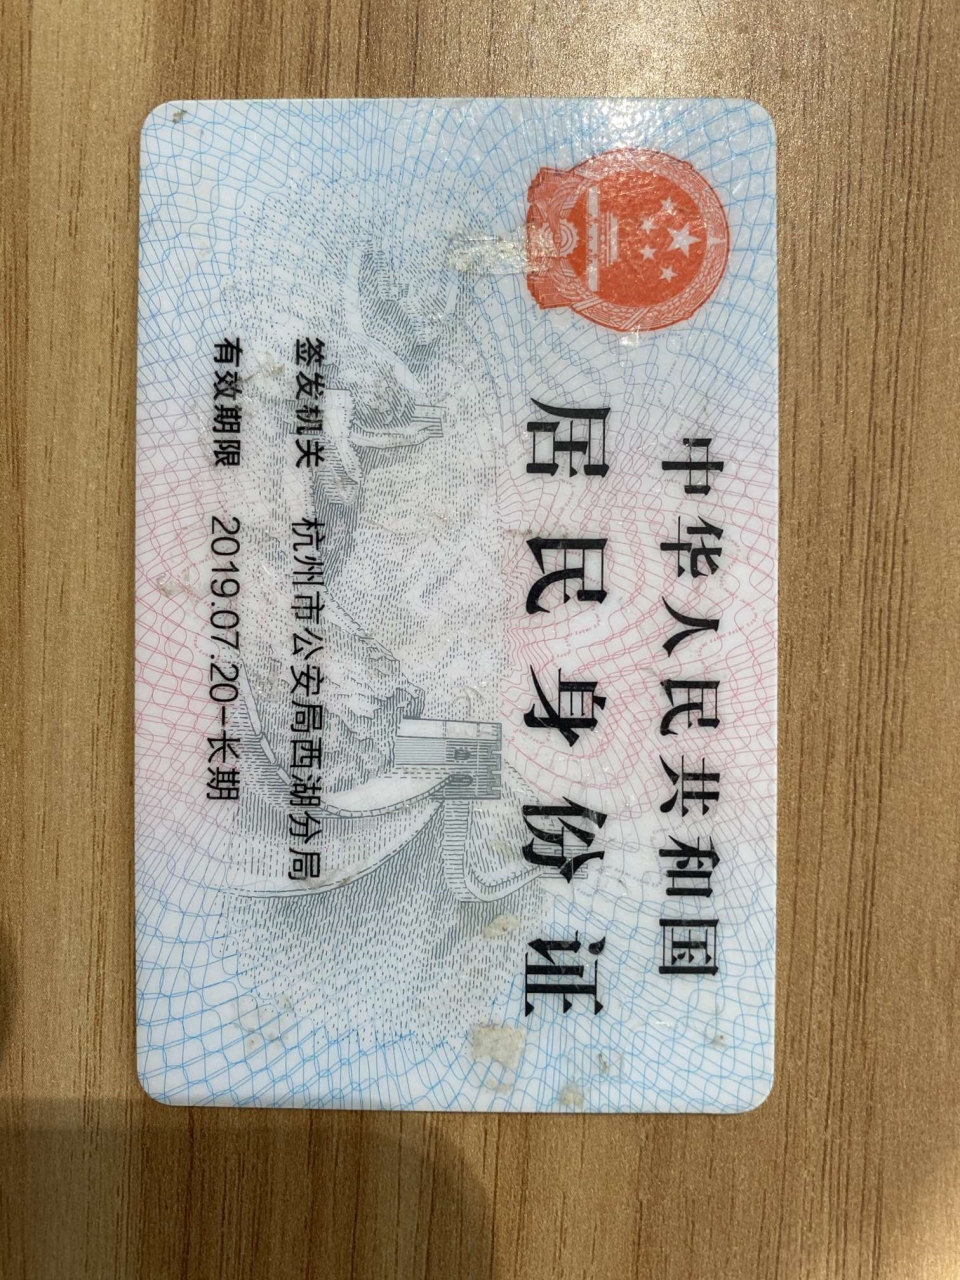 中华人民共和国
居民身份证
签发机关 杭州市公安局西湖分局
有效期限 2019.07.20-长期